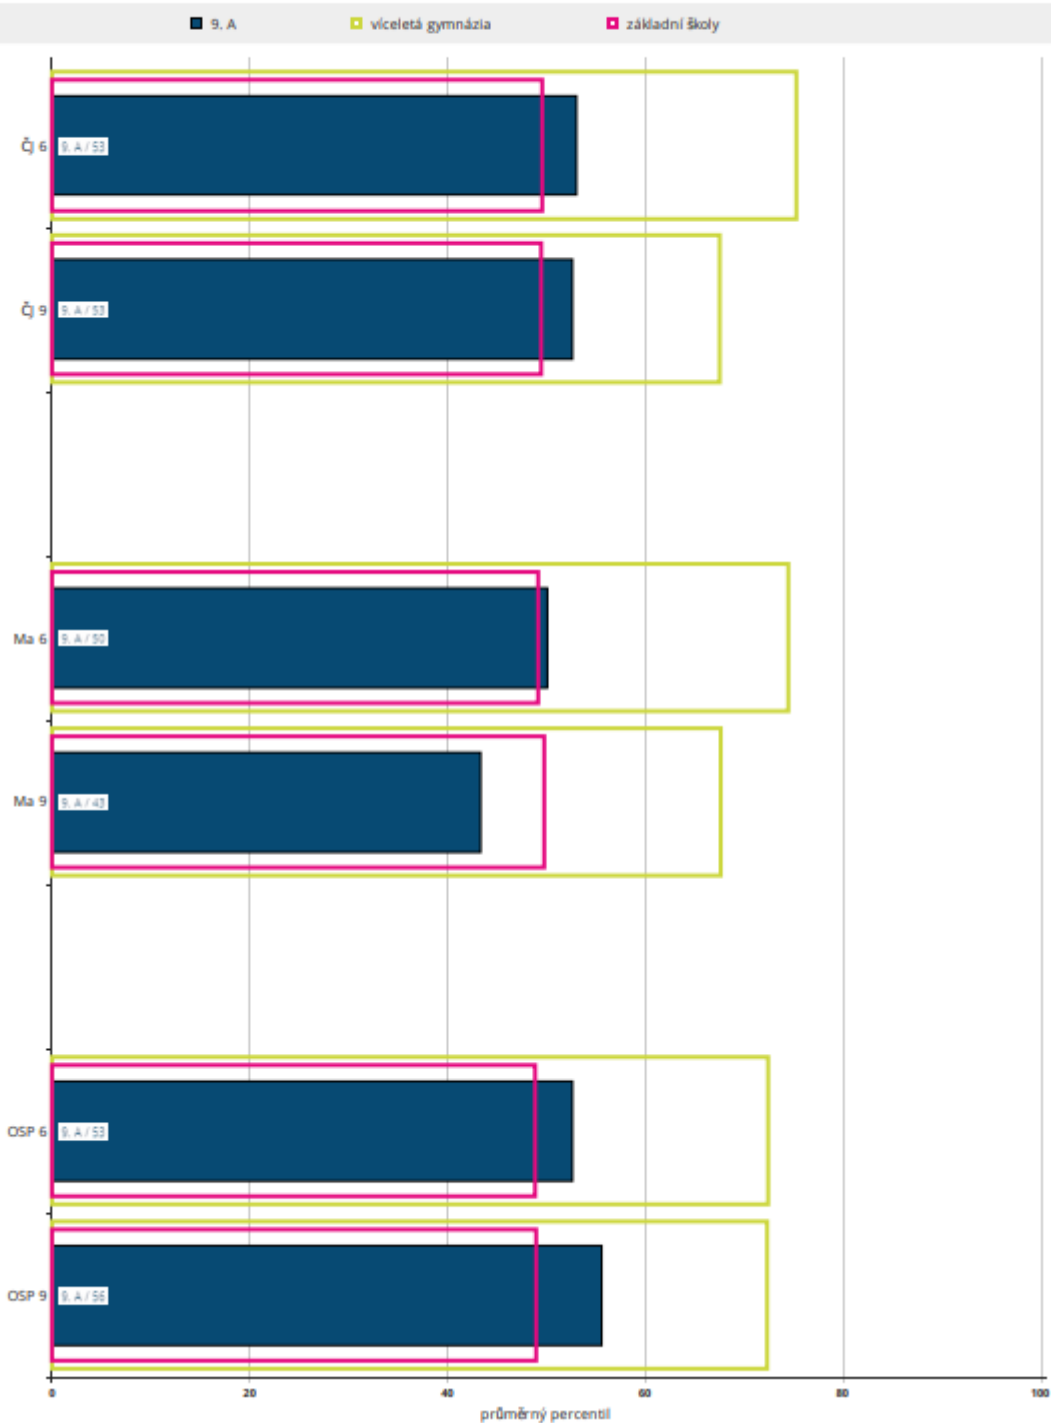 9. A víceletá gymnázia základní školy
ČJ 6 9. A / 53
ČJ 9 9. A / 53
Ma 6 9. A / 50
Ma 9 9. A / 43
OSP 6 9. A / 53
OSP 9 9. A / 56
0 20 40 60 80 100
průměrný percentil